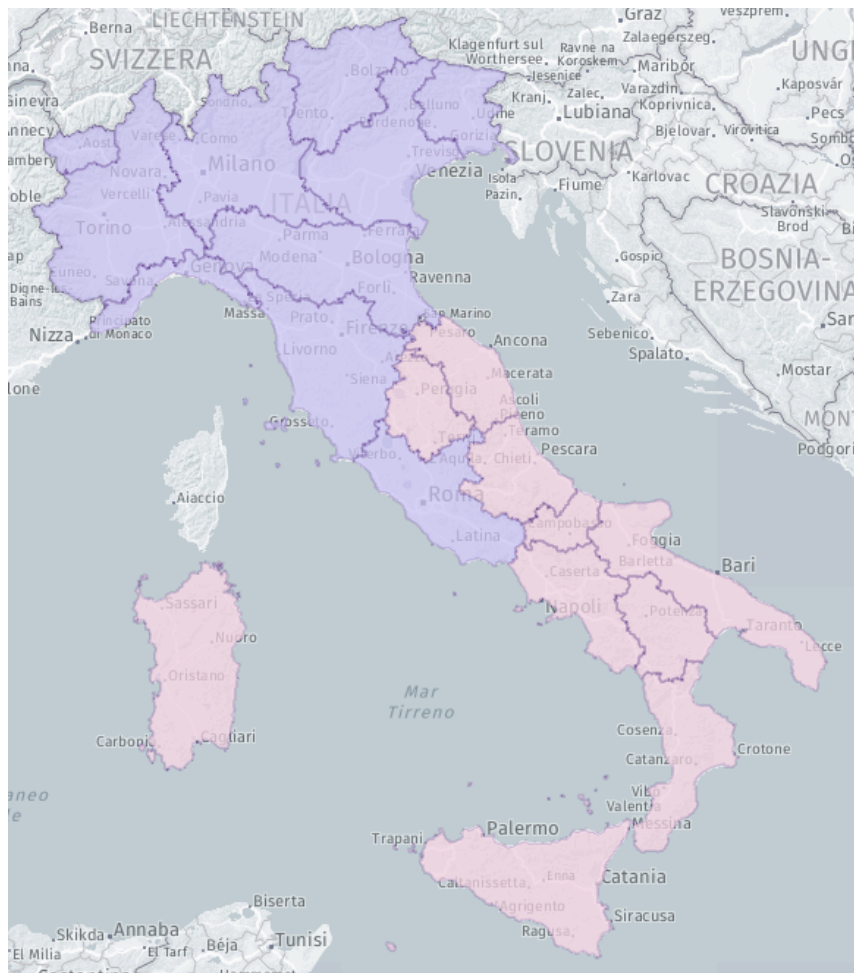 LIECHTENSTEIN
Berna
SVIZZERA
Graz
Veszprém
Zalaegerszeg
Klagenfurt sul
Wörthersee
Ravne na
Koroskem
Maribor
UNGH
Jesenice
Bolzano
Ginevra
Sondrio
Kranj
Zalec
Varazdin
Kaposvár
Koprivnica
Belluno
Trento
Udine
Lubiana
Pecs
Annecy
Pordenone
Gorizia
Bjelovar
Virovitica
Aosta
Varese
Como
Treviso
SLOVENIA
Novara
Milano
Venezia
Isola
Pazin
Fiume
Karlovac
CROAZIA
Vercelli
Pavia
ITALIA
Slavonski
Brod
Torino
Alessandria
Parma
Ferrara
Cuneo
Savona
Genova
Modena
Bologna
Gospic
BOSNIA-
ERZEGOVINA
Digne-les
Bains
La Spezia
Forlì
Ravenna
Zara
Nizza
Principato
di Monaco
Massa
Prato
Firenze
San Marino
Pesaro
Sebenico
Livorno
Arezzo
Ancona
Spalato
Siena
Perugia
Macerata
Mostar
Grosseto
Ascoli
Piceno
Terni
Teramo
Viterbo
L'Aquila
Chieti
Pescara
Aiaccio
Roma
Latina
Campobasso
Foggia
Barletta
Bari
Sassari
Caserta
Napoli
Potenza
Taranto
Nuoro
Lecce
Oristano
Mar
Tirreno
Carbonia
Cagliari
Cosenza
Crotone
Catanzaro
Vibo
Valentia
Messina
Palermo
Trapani
Caltanissetta
Enna
Catania
Agrigento
Siracusa
Ragusa
Biserta
Skikda
Annaba
Tunisi
El Milia
El Tarf
Béja